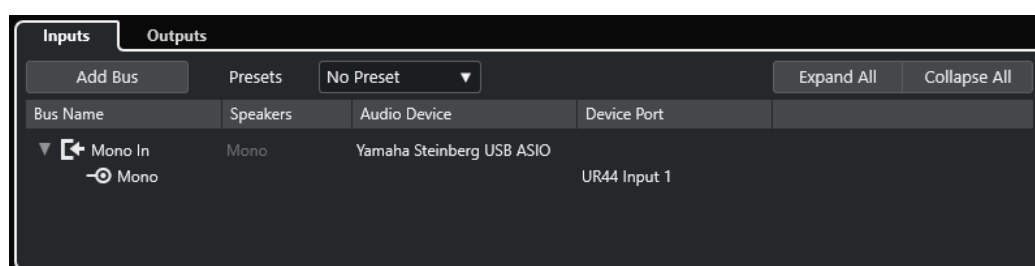 Inputs Outputs
Add Bus Presets No Preset Expand All Collapse All
Bus Name Speakers Audio Device Device Port
Mono In Mono Yamaha Steinberg USB ASIO
Mono UR44 Input 1